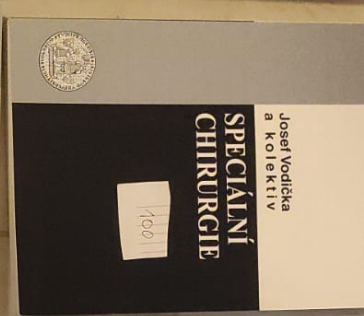 Josef Vodička
a kolektiv
SPECIÁLNÍ
CHIRURGIE
100